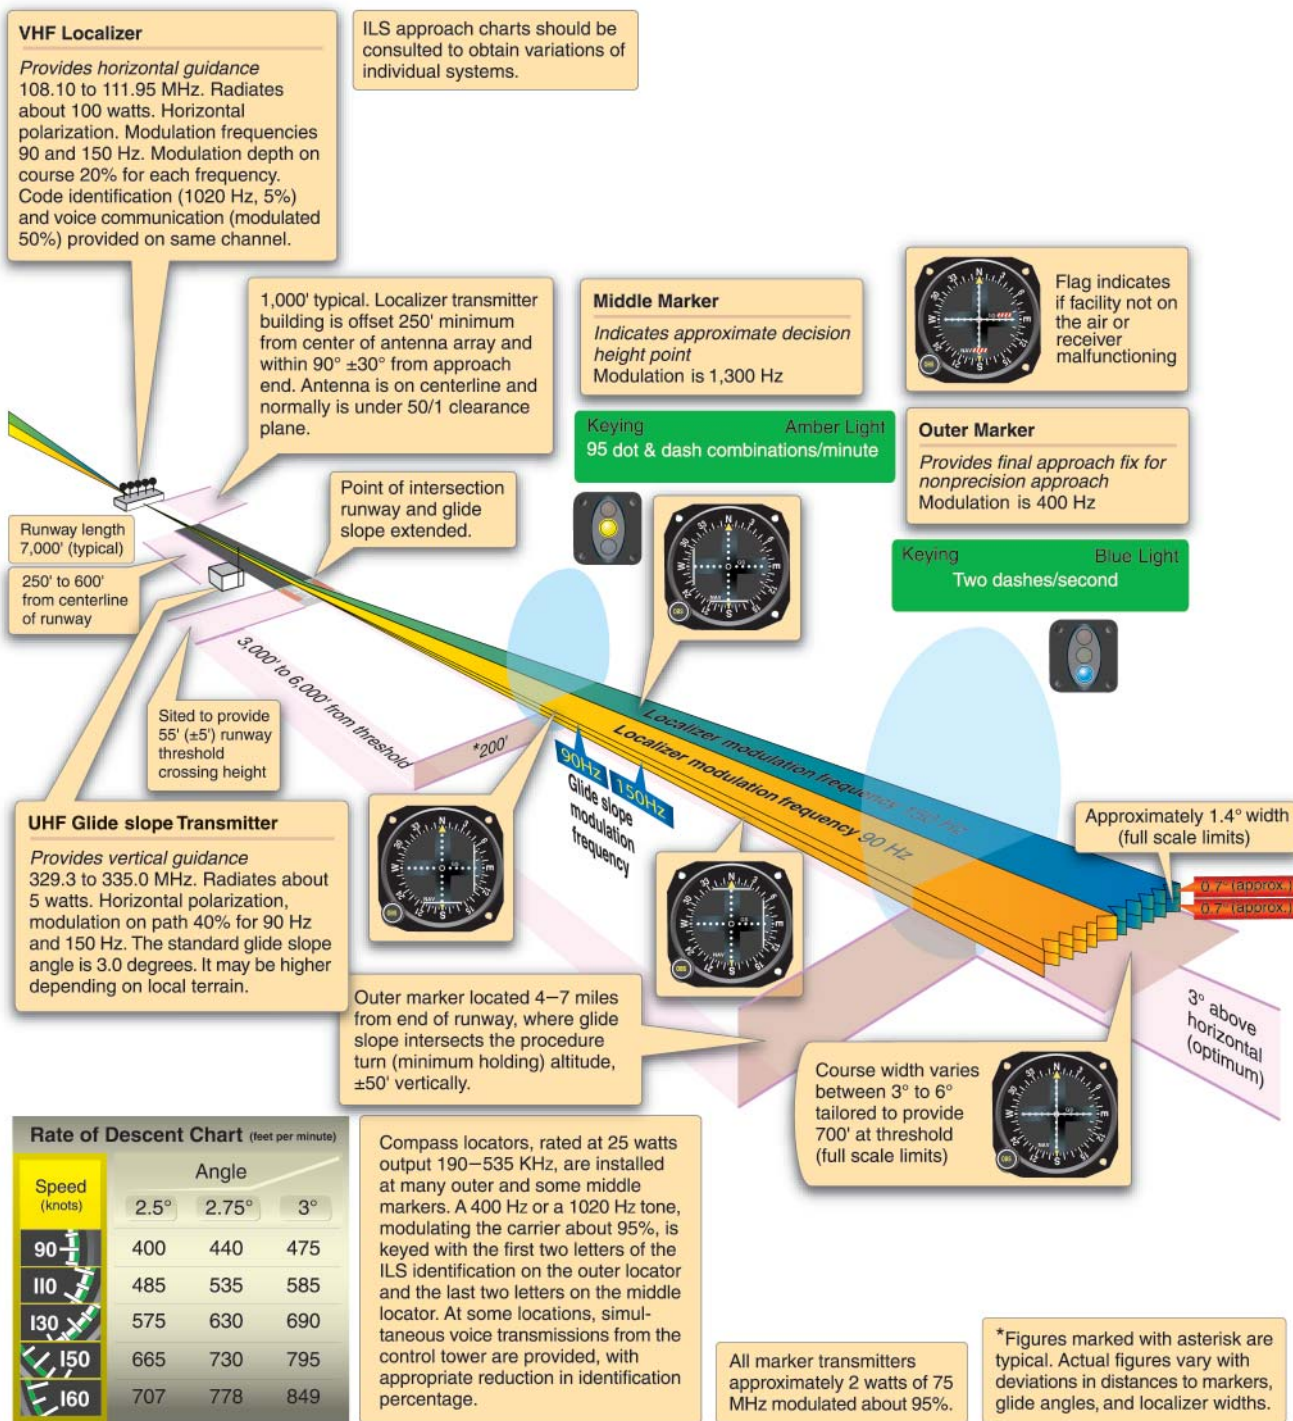 VHF Localizer
Provides horizontal guidance
108.10 to 111.95 MHz. Radiates
about 100 watts. Horizontal
polarization. Modulation frequencies
90 and 150 Hz. Modulation depth on
course 20% for each frequency.
Code identification (1020 Hz, 5%)
and voice communication (modulated
50%) provided on same channel.
ILS approach charts should be
consulted to obtain variations of
individual systems.
1,000' typical. Localizer transmitter
building is offset 250' minimum
from center of antenna array and
within 90° ±30° from approach
end. Antenna is on centerline and
normally is under 50/1 clearance
plane.
Middle Marker
Indicates approximate decision
height point
Modulation is 1,300 Hz
Keying Amber Light
95 dot & dash combinations/minute
Flag indicates
if facility not on
the air or
receiver
malfunctioning
Outer Marker
Provides final approach fix for
nonprecision approach
Modulation is 400 Hz
Keying Blue Light
Two dashes/second
Runway length
7,000' (typical)
250' to 600'
from centerline
of runway
Point of intersection
runway and glide
slope extended.
3,000' to 6,000' from threshold
*200'
Sited to provide
55' (±5') runway
threshold
crossing height
Localizer modulation frequency 150 Hz
Localizer modulation frequency 90 Hz
90Hz
150Hz
Glide slope
modulation
frequency
UHF Glide slope Transmitter
Provides vertical guidance
329.3 to 335.0 MHz. Radiates about
5 watts. Horizontal polarization,
modulation on path 40% for 90 Hz
and 150 Hz. The standard glide slope
angle is 3.0 degrees. It may be higher
depending on local terrain.
Approximately 1.4° width
(full scale limits)
0.7° (approx.)
0.7° (approx.)
Outer marker located 4–7 miles
from end of runway, where glide
slope intersects the procedure
turn (minimum holding) altitude,
±50' vertically.
3° above
horizontal
(optimum)
Course width varies
between 3° to 6°
tailored to provide
700' at threshold
(full scale limits)
Rate of Descent Chart (feet per minute)
Speed
(knots)
Angle
2.5° 2.75° 3°
90 400 440 475
110 485 535 585
130 575 630 690
150 665 730 795
160 707 778 849
Compass locators, rated at 25 watts
output 190–535 KHz, are installed
at many outer and some middle
markers. A 400 Hz or a 1020 Hz tone,
modulating the carrier about 95%, is
keyed with the first two letters of the
ILS identification on the outer locator
and the last two letters on the middle
locator. At some locations, simul-
taneous voice transmissions from the
control tower are provided, with
appropriate reduction in identification
percentage.
All marker transmitters
approximately 2 watts of 75
MHz modulated about 95%.
*Figures marked with asterisk are
typical. Actual figures vary with
deviations in distances to markers,
glide angles, and localizer widths.